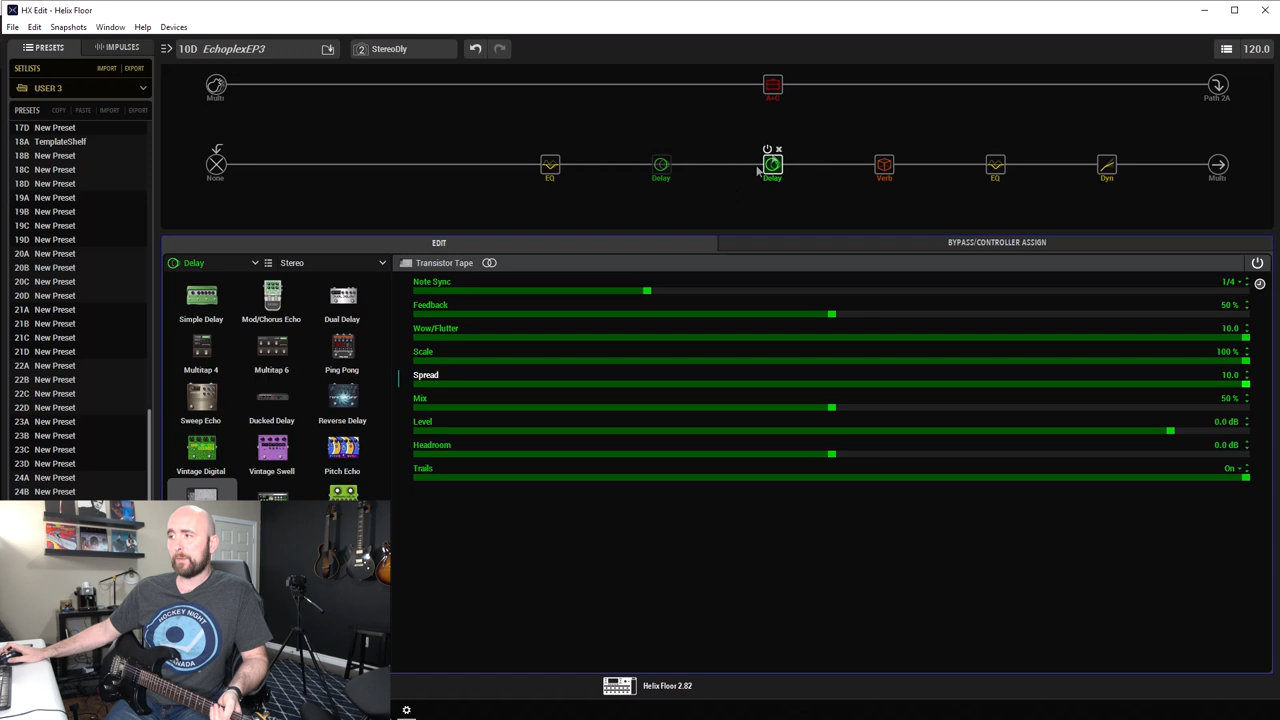 HX Edit - Helix Floor
File Edit Snapshots Window Help Devices
PRESETS IMPULSES
10D EchoplexEP3
2 StereoDly
120.0
SETLISTS IMPORT EXPORT
USER 3
PRESETS COPY PASTE IMPORT EXPORT
17D New Preset
18A TemplateShelf
18B New Preset
18C New Preset
18D New Preset
19A New Preset
19B New Preset
19C New Preset
19D New Preset
20A New Preset
20B New Preset
20C New Preset
20D New Preset
21A New Preset
21B New Preset
21C New Preset
21D New Preset
22A New Preset
22B New Preset
22C New Preset
22D New Preset
23A New Preset
23B New Preset
23C New Preset
23D New Preset
24A New Preset
24B New Preset
Multi A+C Path 2A
None EQ Delay Delay Verb EQ Dyn Multi
EDIT BYPASS/CONTROLLER ASSIGN
Delay Stereo
Transistor Tape
Simple Delay Mod/Chorus Echo Dual Delay
Multitap 4 Multitap 6 Ping Pong
Sweep Echo Ducked Delay Reverse Delay
Vintage Digital Vintage Swell Pitch Echo
Note Sync 1/4
Feedback 50 %
Wow/Flutter 10.0
Scale 100 %
Spread 10.0
Mix 50 %
Level 0.0 dB
Headroom 0.0 dB
Trails On
HOCKEY NIGHT
CANADA
Helix Floor 2.82